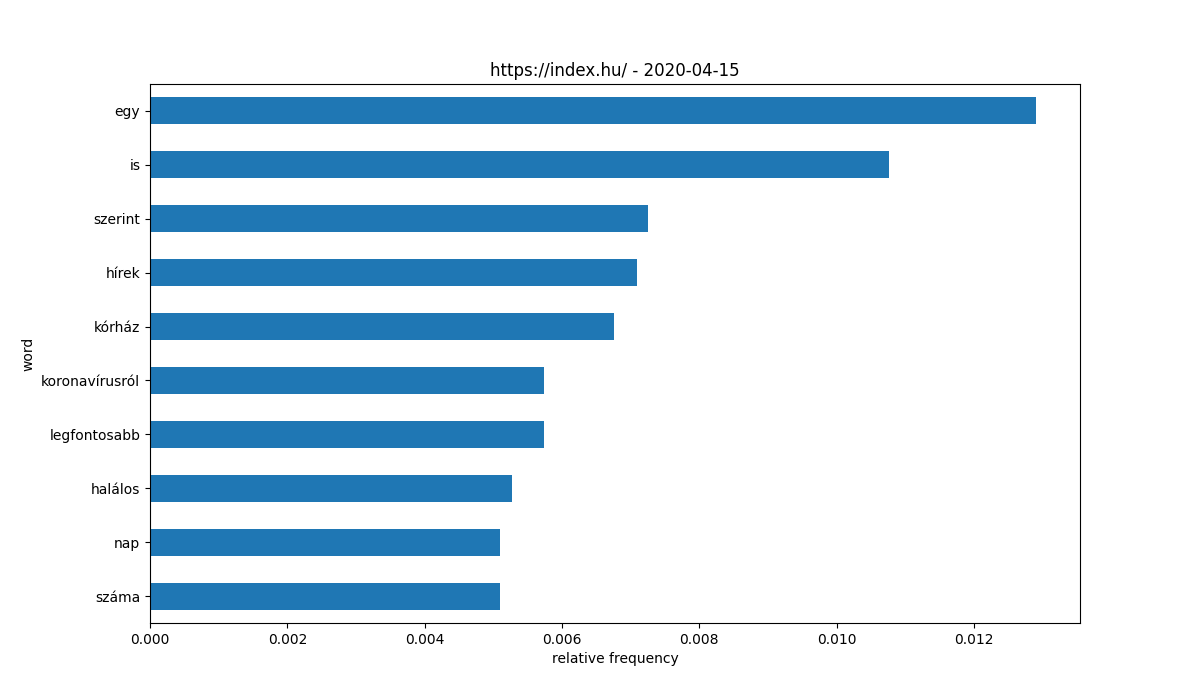 https://index.hu/ - 2020-04-15
egy
is
szerint
hírek
kórház
koronavírusról
legfontosabb
halálos
nap
száma
word
0.000 0.002 0.004 0.006 0.008 0.010 0.012
relative frequency